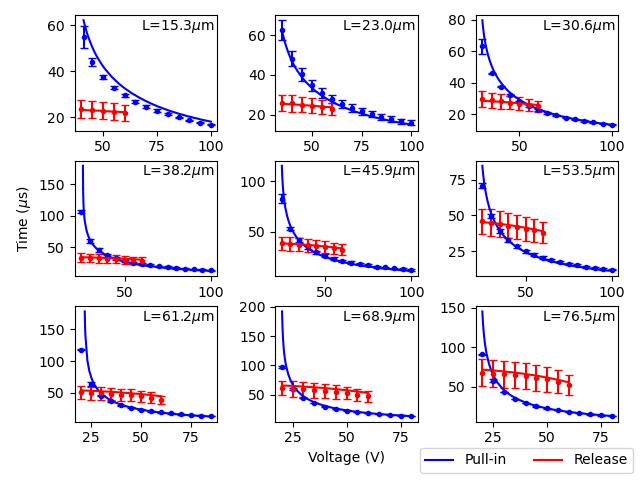 L=15.3μm
L=23.0μm
L=30.6μm
60
40
20
50 75 100
60
40
20
50 75 100
80
60
40
20
50 100
L=38.2μm
L=45.9μm
L=53.5μm
Time (μs)
150
100
50
50 100
100
50
50 100
75
50
25
50 100
L=61.2μm
L=68.9μm
L=76.5μm
150
100
50
25 50 75
200
150
100
50
25 50 75
150
100
50
25 50 75
Voltage (V)
Pull-in
Release